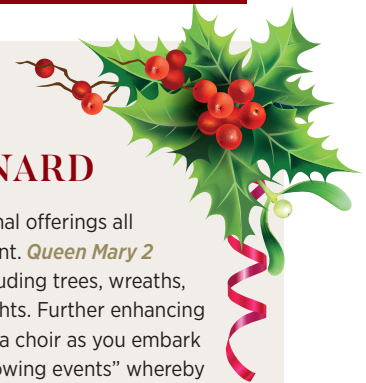 NARD
nal offerings all
nt. Queen Mary 2
uding trees, wreaths,
hts. Further enhancing
a choir as you embark
owing events” whereby